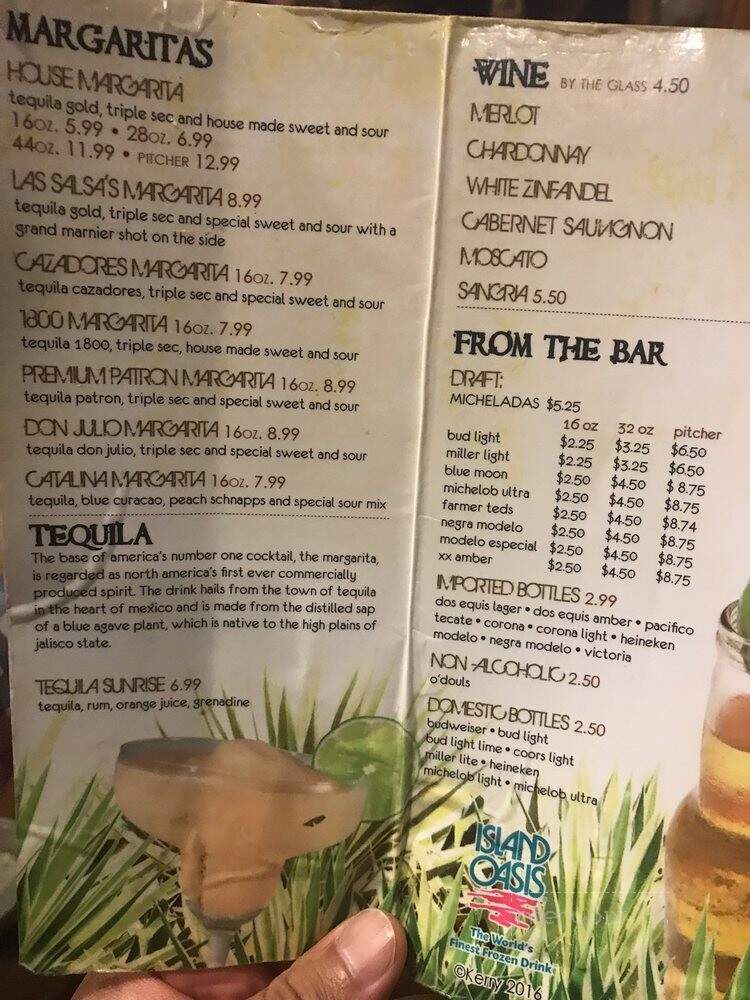 MARGARITAS
HOUSE MARGARITA
tequila gold, triple sec and house made sweet and sour
16oz. 5.99 • 28oz. 6.99
44oz. 11.99 • PITCHER 12.99
LAS SALSA'S MARGARITA 8.99
tequila gold, triple sec and special sweet and sour with a
grand marnier shot on the side
CAZADORES MARGARITA 16oz. 7.99
tequila cazadores, triple sec and special sweet and sour
1800 MARGARITA 16oz. 7.99
tequila 1800, triple sec, house made sweet and sour
PREMIUM PATRON MARGARITA 16oz. 8.99
tequila patron, triple sec and special sweet and sour
DON JULIO MARGARITA 16oz. 8.99
tequila don julio, triple sec and special sweet and sour
CATALINA MARGARITA 16oz. 7.99
tequila, blue curacao, peach schnapps and special sour mix
TEQUILA
The base of america's number one cocktail, the margarita,
is regarded as north america's first ever commercially
produced spirit. The drink hails from the town of tequila
in the heart of mexico and is made from the distilled sap
of a blue agave plant, which is native to the high plains of
jalisco state.
TEQUILA SUNRISE 6.99
tequila, rum, orange juice, grenadine
WINE BY THE GLASS 4.50
MERLOT
CHARDONNAY
WHITE ZINFANDEL
CABERNET SAUVIGNON
MOSCATO
SANGRIA 5.50
FROM THE BAR
DRAFT:
MICHELADAS $5.25
16 oz 32 oz pitcher
bud light $2.25 $3.25 $6.50
miller light $2.25 $3.25 $6.50
blue moon $2.50 $4.50 $8.75
michelob ultra $2.50 $4.50 $8.75
farmer teds $2.50 $4.50 $8.74
negra modelo $2.50 $4.50 $8.75
modelo especial $2.50 $4.50 $8.75
xx amber $2.50 $4.50 $8.75
IMPORTED BOTTLES 2.99
dos equis lager • dos equis amber • pacifico
tecate • corona • corona light • heineken
modelo • negra modelo • victoria
NON ALCOHOLIC 2.50
o'douls
DOMESTIC BOTTLES 2.50
budweiser • bud light
bud light lime • coors light
miller lite • heineken
michelob light • michelob ultra
ISLAND
OASIS
The World's
Finest Frozen Drink
©Kerry 2016